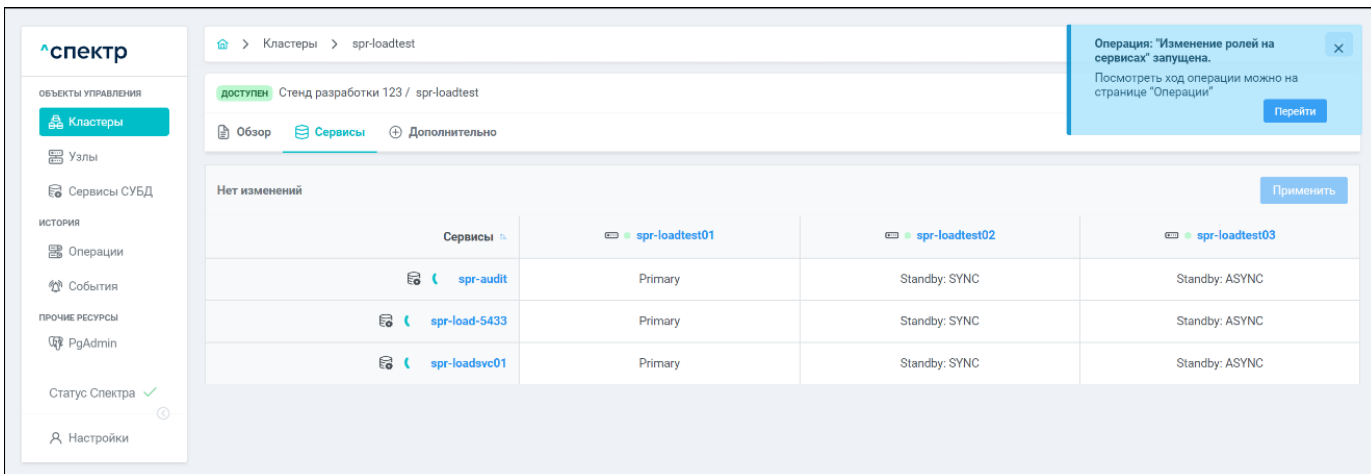 ^спектр
ОБЪЕКТЫ УПРАВЛЕНИЯ
Кластеры
Узлы
Сервисы СУБД
ИСТОРИЯ
Операции
События
ПРОЧИЕ РЕСУРСЫ
PgAdmin
Статус Спектра
Настройки
> Кластеры > spr-loadtest
ДОСТУПЕН Стенд разработки 123 / spr-loadtest
Обзор Сервисы Дополнительно
Операция: "Изменение ролей на
сервисах" запущена.
Посмотреть ход операции можно на
странице "Операции"
Перейти
Нет изменений Применить
Сервисы spr-loadtest01 spr-loadtest02 spr-loadtest03
spr-audit Primary Standby: SYNC Standby: ASYNC
spr-load-5433 Primary Standby: SYNC Standby: ASYNC
spr-loadsvc01 Primary Standby: SYNC Standby: ASYNC